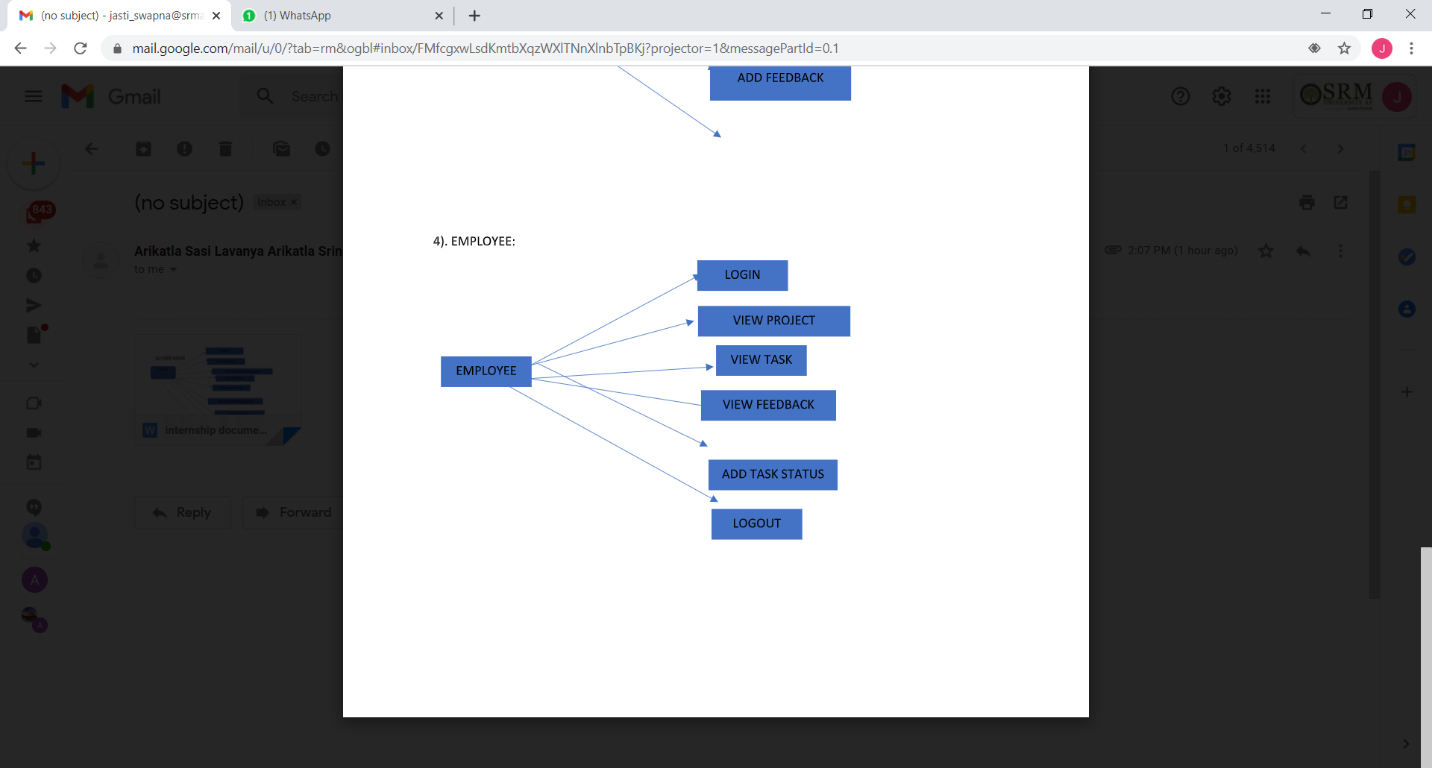 (no subject) - jasti_swapna@srma
(1) WhatsApp
mail.google.com/mail/u/0/?tab=rm&ogbl#inbox/FMfcgxwLsdKmtbXqzWXlTNnXlnbTpBKj?projector=1&messagePartId=0.1
J
ADD FEEDBACK
Gmail
Search
SRM
J
1 of 4,514
843
(no subject)
Inbox ×
4). EMPLOYEE:
Arikatla Sasi Lavanya Arikatla Srin
2:07 PM (1 hour ago)
to me
LOGIN
VIEW PROJECT
VIEW TASK
EMPLOYEE
VIEW FEEDBACK
W internship docume...
ADD TASK STATUS
Reply
Forward
LOGOUT
A
A